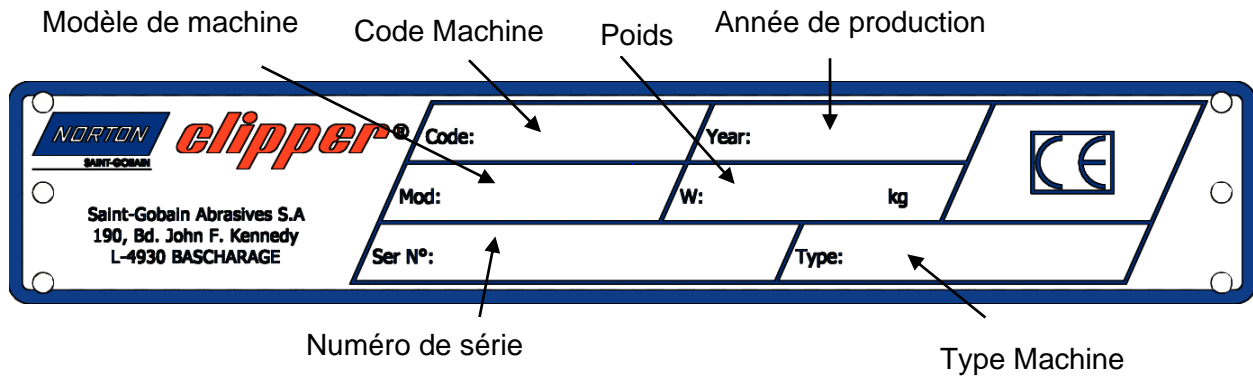 Modèle de machine
Code Machine
Poids
Année de production
NORTON
SAINT-GOBAIN
clipper®
Saint-Gobain Abrasives S.A
190, Bd. John F. Kennedy
L-4930 BASCHARAGE
Code:
Year:
CE
Mod:
W: kg
Ser N°:
Type:
Numéro de série
Type Machine